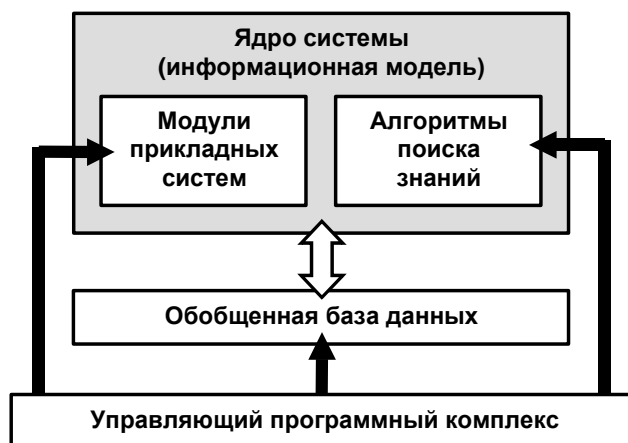 Ядро системы
(информационная модель)
Модули
прикладных
систем
Алгоритмы
поиска
знаний
Обобщенная база данных
Управляющий программный комплекс